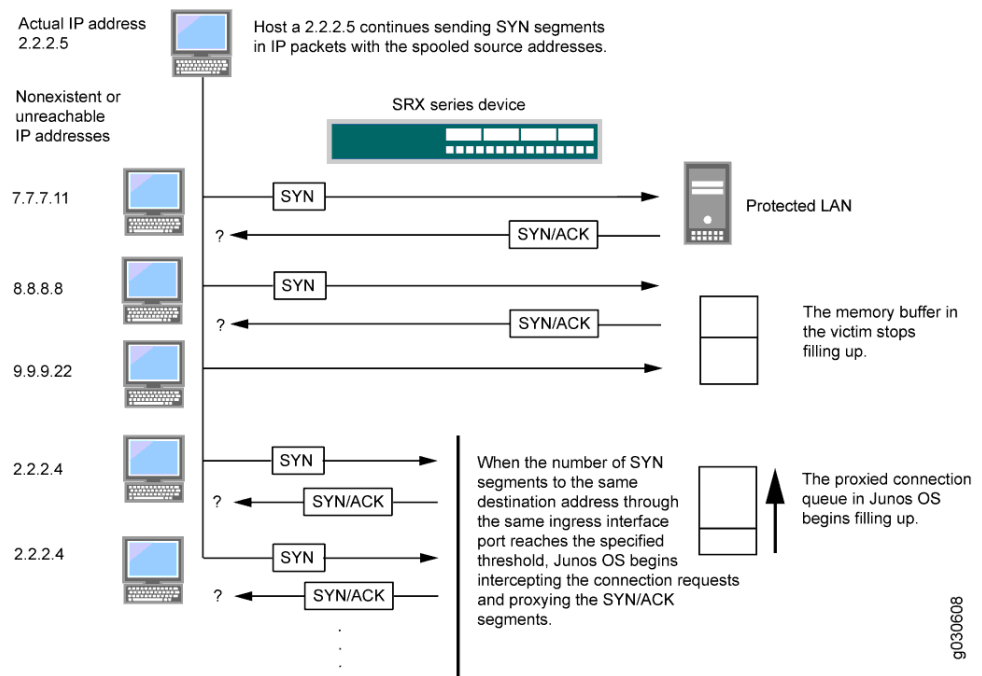 Actual IP address
2.2.2.5
Host a 2.2.2.5 continues sending SYN segments
in IP packets with the spooled source addresses.
Nonexistent or
unreachable
IP addresses
SRX series device
7.7.7.11
SYN
Protected LAN
? SYN/ACK
8.8.8.8
SYN
? SYN/ACK
The memory buffer in
the victim stops
filling up.
9.9.9.22
2.2.2.4
SYN
? SYN/ACK
When the number of SYN
segments to the same
destination address through
the same ingress interface
port reaches the specified
threshold, Junos OS begins
intercepting the connection requests
and proxying the SYN/ACK
segments.
The proxied connection
queue in Junos OS
begins filling up.
2.2.2.4
SYN
? SYN/ACK
.
.
.
g030608